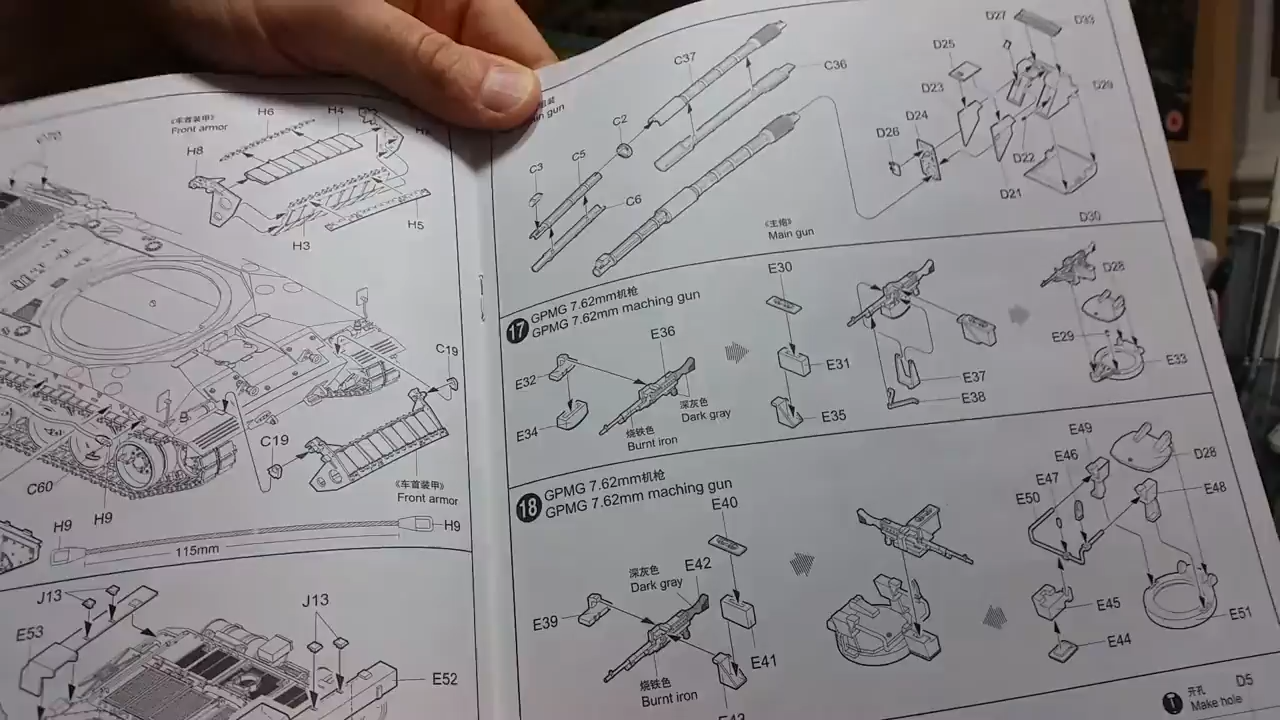 《车首装甲》
Front armor
H6
H4
H8
H3
H5
C19
C19
C60
H9
《车首装甲》
Front armor
H9
H9
115mm
J13
J13
E53
E52
C37
C36
C2
C5
C3
C6
《主炮》
Main gun
D27
D33
D25
D23
D29
D24
D26
D22
D21
D30
17
GPMG 7.62mm机枪
GPMG 7.62mm maching gun
E36
E32
E34
深灰色
Dark gray
烧铁色
Burnt iron
E30
E31
E35
E37
E38
D28
E29
E33
18
GPMG 7.62mm机枪
GPMG 7.62mm maching gun
E40
深灰色
Dark gray
E42
E39
E41
烧铁色
Burnt iron
E49
E46
E47
E50
D28
E48
E45
E44
E51
T
开孔
Make hole
D5